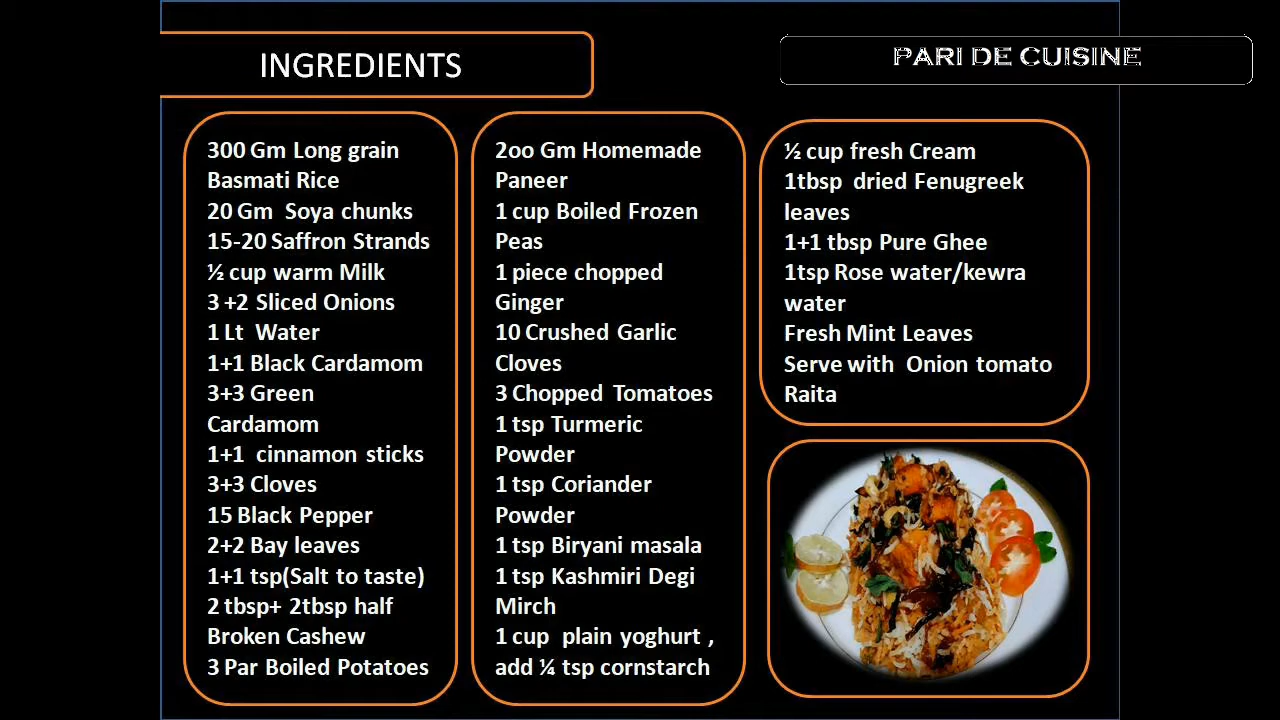 INGREDIENTS
PARI DE CUISINE
300 Gm Long grain
Basmati Rice
20 Gm Soya chunks
15-20 Saffron Strands
½ cup warm Milk
3 +2 Sliced Onions
1 Lt Water
1+1 Black Cardamom
3+3 Green
Cardamom
1+1 cinnamon sticks
3+3 Cloves
15 Black Pepper
2+2 Bay leaves
1+1 tsp(Salt to taste)
2 tbsp+ 2tbsp half
Broken Cashew
3 Par Boiled Potatoes
2oo Gm Homemade
Paneer
1 cup Boiled Frozen
Peas
1 piece chopped
Ginger
10 Crushed Garlic
Cloves
3 Chopped Tomatoes
1 tsp Turmeric
Powder
1 tsp Coriander
Powder
1 tsp Biryani masala
1 tsp Kashmiri Degi
Mirch
1 cup plain yoghurt ,
add ¼ tsp cornstarch
½ cup fresh Cream
1tbsp dried Fenugreek
leaves
1+1 tbsp Pure Ghee
1tsp Rose water/kewra
water
Fresh Mint Leaves
Serve with Onion tomato
Raita